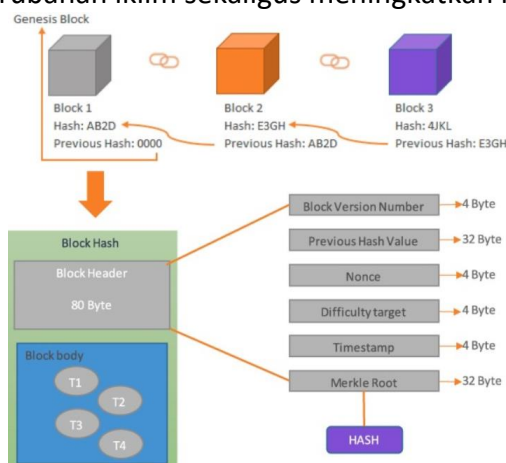 iklim sekaligus meningkatkan
Genesis Block
Block 1
Hash: AB2D
Previous Hash: 0000
Block 2
Hash: E3GH
Previous Hash: AB2D
Block 3
Hash: 4JKL
Previous Hash: E3GH
Block Hash
Block Header
80 Byte
Block body
T1
T2
T3
T4
Block Version Number
4 Byte
Previous Hash Value
32 Byte
Nonce
4 Byte
Difficulty target
4 Byte
Timestamp
4 Byte
Merkle Root
32 Byte
HASH